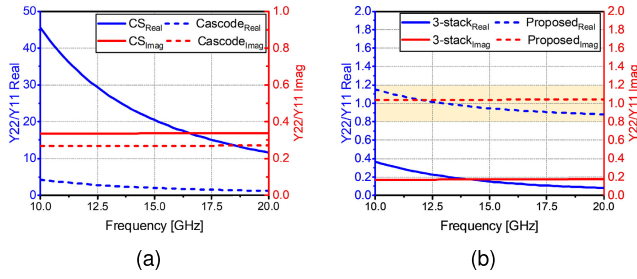 50
40
30
20
10
0
Y22/Y11 Real
CS_Real
Cascode_Real
CS_Imag
Cascode_Imag
1.0
0.8
0.6
0.4
0.2
0.0
Y22/Y11 Imag
10.0 12.5 15.0 17.5 20.0
Frequency [GHz]
(a)
2.0
1.8
1.6
1.4
1.2
1.0
0.8
0.6
0.4
0.2
0.0
Y22/Y11 Real
3-stack_Real
Proposed_Real
3-stack_Imag
Proposed_Imag
2.0
1.8
1.6
1.4
1.2
1.0
0.8
0.6
0.4
0.2
0.0
Y22/Y11 Imag
10.0 12.5 15.0 17.5 20.0
Frequency [GHz]
(b)